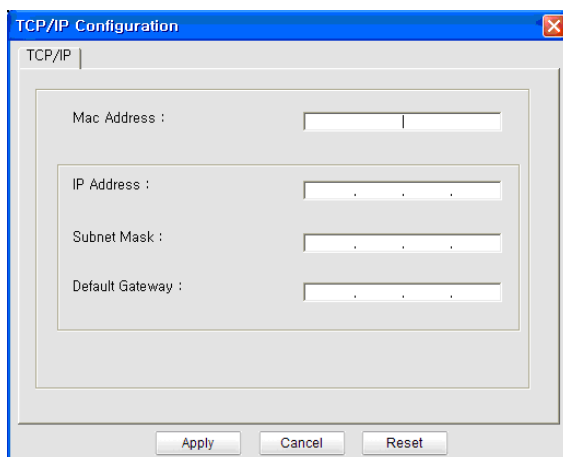 TCP/IP Configuration
TCP/IP
Mac Address :
IP Address :
. . .
Subnet Mask :
. . .
Default Gateway :
. . .
Apply Cancel Reset